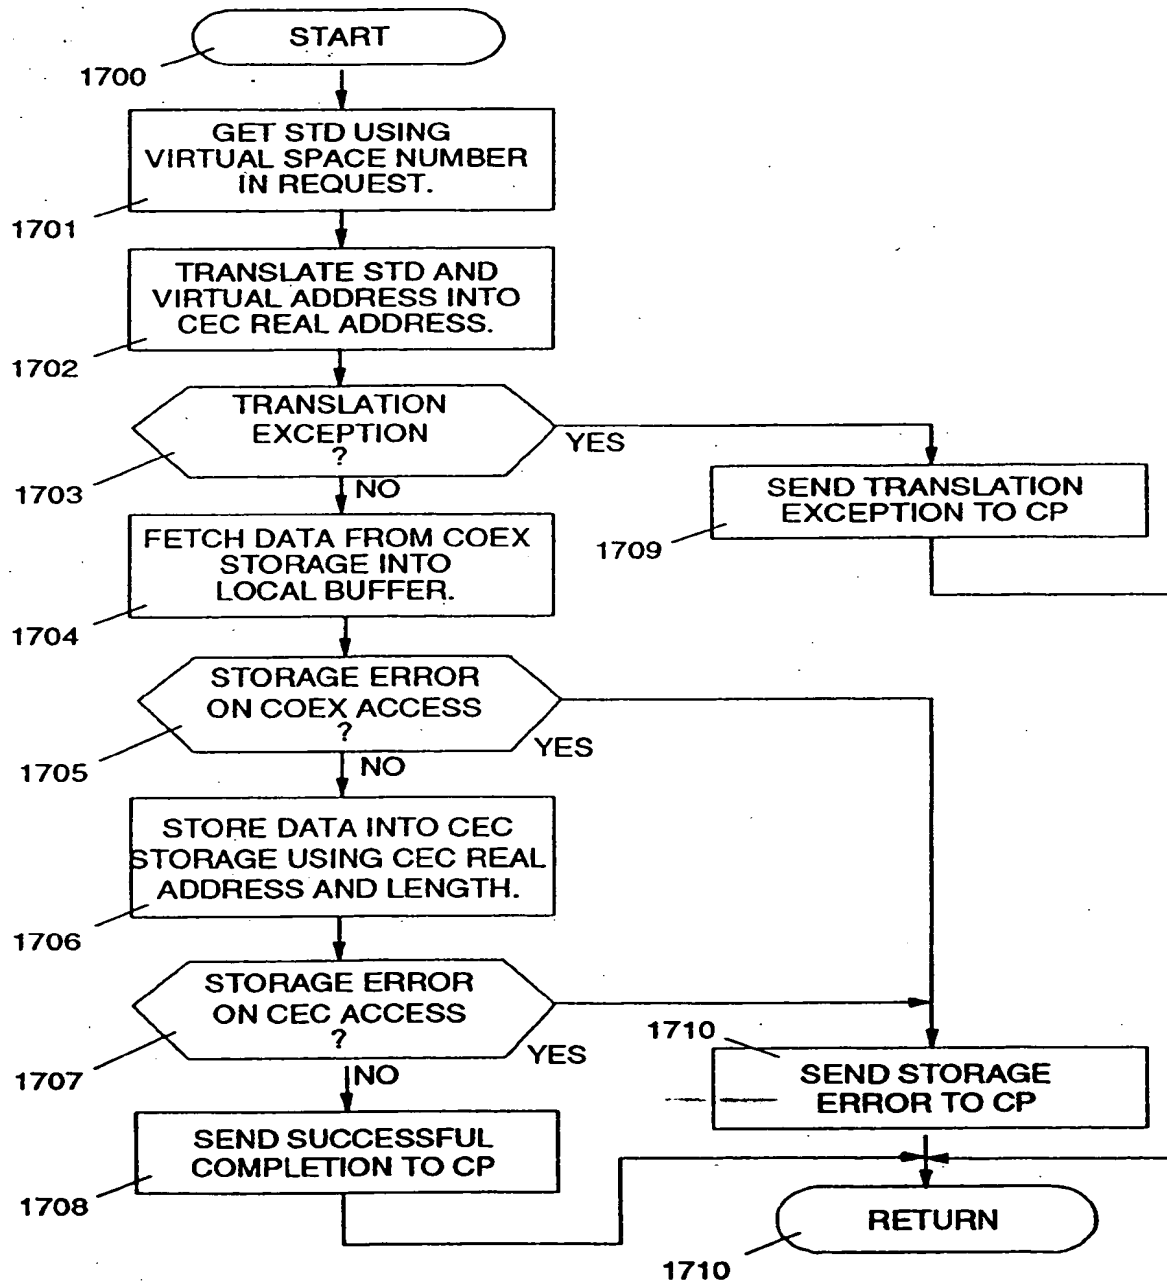 START
1700
GET STD USING
VIRTUAL SPACE NUMBER
IN REQUEST.
1701
TRANSLATE STD AND
VIRTUAL ADDRESS INTO
CEC REAL ADDRESS.
1702
TRANSLATION
EXCEPTION
?
YES
1703
NO
SEND TRANSLATION
EXCEPTION TO CP
1709
FETCH DATA FROM COEX
STORAGE INTO
LOCAL BUFFER.
1704
STORAGE ERROR
ON COEX ACCESS
?
YES
1705
NO
STORE DATA INTO CEC
STORAGE USING CEC REAL
ADDRESS AND LENGTH.
1706
STORAGE ERROR
ON CEC ACCESS
?
YES
1707
NO
1710
SEND STORAGE
ERROR TO CP
SEND SUCCESSFUL
COMPLETION TO CP
1708
RETURN
1710